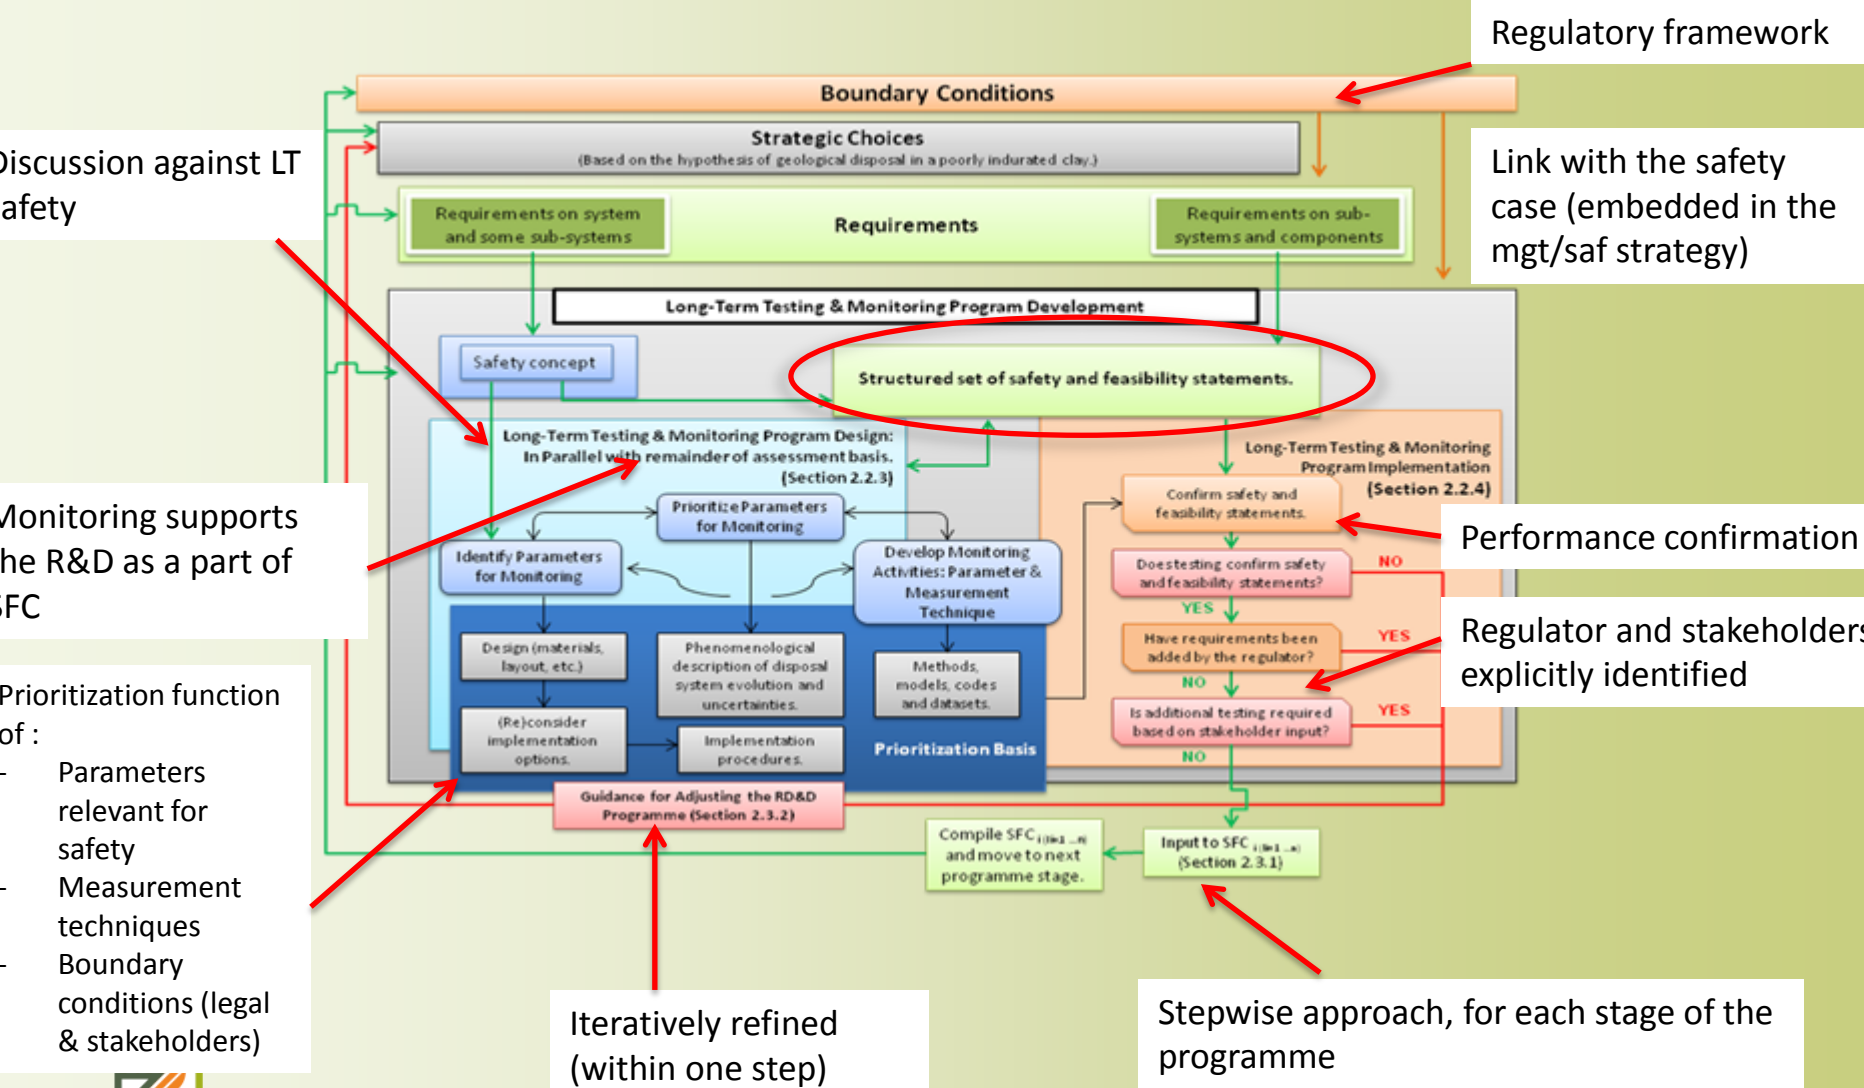 Regulatory framework
Boundary Conditions
Strategic Choices
(Based on the hypothesis of geological disposal in a poorly indurated clay.)
Discussion against LT
safety
Link with the safety
case (embedded in the
mgt/saf strategy)
Requirements on system
and some sub-systems
Requirements
Requirements on sub-
systems and components
Long-Term Testing & Monitoring Program Development
Safety concept
Structured set of safety and feasibility statements.
Long-Term Testing & Monitoring Program Design:
In Parallel with remainder of assessment basis.
(Section 2.2.3)
Long-Term Testing & Monitoring
Program Implementation
(Section 2.2.4)
Monitoring supports
the R&D as a part of
SFC
Prioritize Parameters
for Monitoring
Identify Parameters
for Monitoring
Develop Monitoring
Activities: Parameter &
Measurement
Technique
Confirm safety and
feasibility statements.
Performance confirmation
Does testing confirm safety
and feasibility statements?
NO
YES
Have requirements been
added by the regulator?
YES
NO
Is additional testing required
based on stakeholder input?
YES
NO
Regulator and stakeholders
explicitly identified
Design (materials,
layout, etc.)
Phenomenological
description of disposal
system evolution and
uncertainties.
Methods,
models, codes
and datasets.
(Re)consider
implementation
options.
Implementation
procedures.
Prioritization Basis
Prioritization function
of :
- Parameters
relevant for
safety
- Measurement
techniques
- Boundary
conditions (legal
& stakeholders)
Guidance for Adjusting the RD&D
Programme (Section 2.3.2)
Compile SFC
and move to next
programme stage.
Input to SFC
(Section 2.3.1)
Iteratively refined
(within one step)
Stepwise approach, for each stage of the
programme